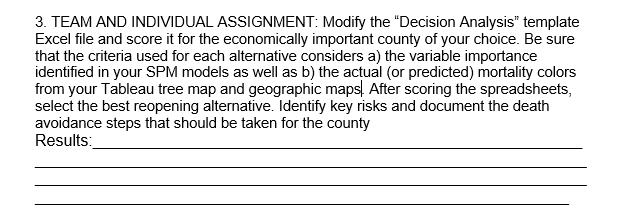 3. TEAM AND INDIVIDUAL ASSIGNMENT: Modify the “Decision Analysis” template
Excel file and score it for the economically important county of your choice. Be sure
that the criteria used for each alternative considers a) the variable importance
identified in your SPM models as well as b) the actual (or predicted) mortality colors
from your Tableau tree map and geographic maps. After scoring the spreadsheets,
select the best reopening alternative. Identify key risks and document the death
avoidance steps that should be taken for the county
Results: